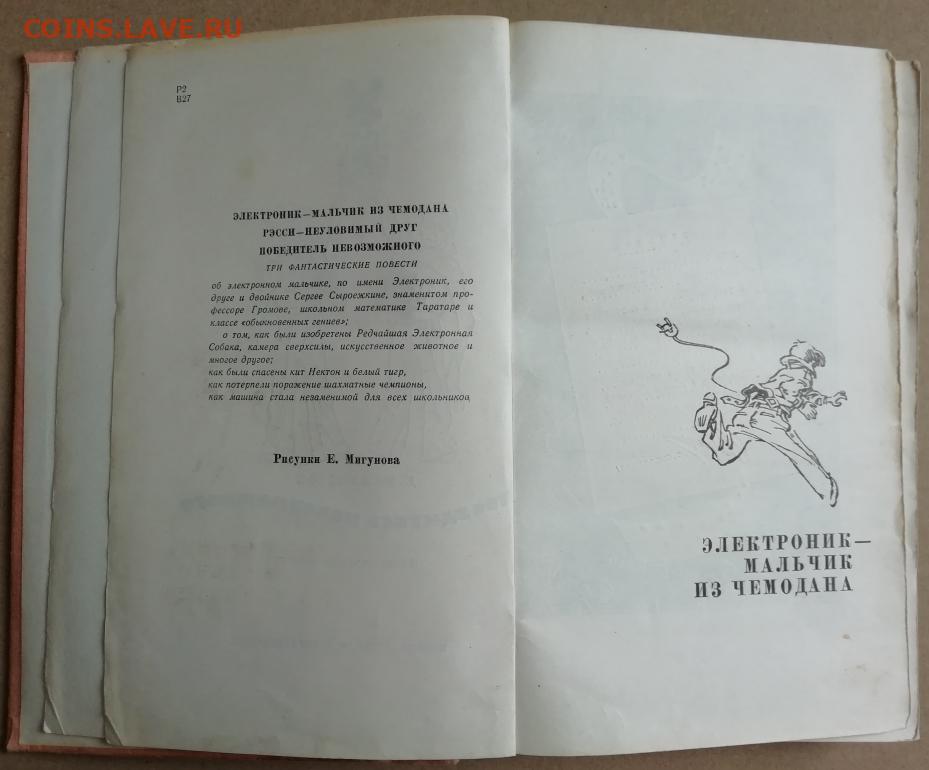 COINS.LAVE.RU
Р2
В27
ЭЛЕКТРОНИК—МАЛЬЧИК ИЗ ЧЕМОДАНА
РЭССИ—НЕУЛОВИМЫЙ ДРУГ
ПОБЕДИТЕЛЬ НЕВОЗМОЖНОГО
ТРИ ФАНТАСТИЧЕСКИЕ ПОВЕСТИ
об электронном мальчике, по имени Электроник, его
друге и двойнике Сергее Сыроежкине, знаменитом про-
фессоре Громове, школьном математике Таратаре и
классе «обыкновенных гениев»;
о том, как были изобретены Редчайшая Электронная
Собака, камера сверхсилы, искусственное животное и
многое другое;
как были спасены кит Нектон и белый тигр,
как потерпели поражение шахматные чемпионы,
как машина стала незаменимой для всех школьников.
Рисунки Е. Мигунова
ЭЛЕКТРОНИК—
МАЛЬЧИК
ИЗ ЧЕМОДАНА